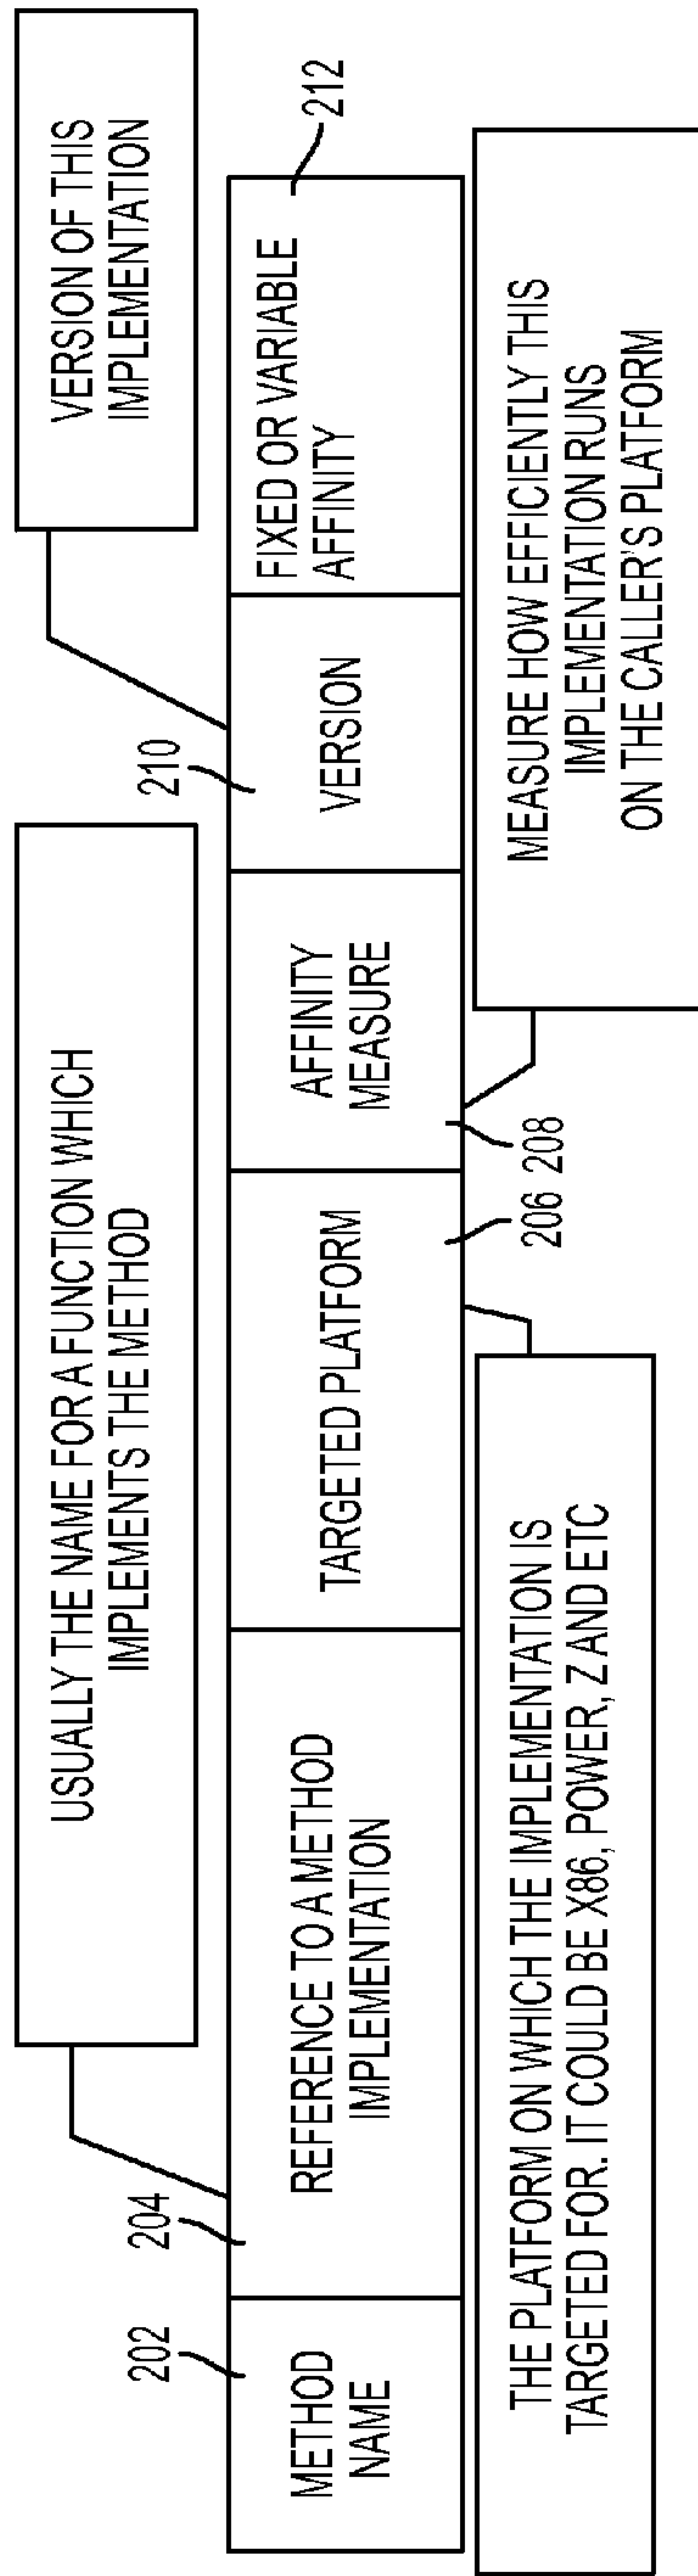 USUALLY THE NAME FOR A FUNCTION WHICH
IMPLEMENTS THE METHOD
VERSION OF THIS
IMPLEMENTATION
202
204
210
212
METHOD
NAME
REFERENCE TO A METHOD
IMPLEMENTATION
TARGETED PLATFORM
AFFINITY
MEASURE
VERSION
FIXED OR VARIABLE
AFFINITY
206
208
THE PLATFORM ON WHICH THE IMPLEMENTATION IS
TARGETED FOR. IT COULD BE X86, POWER, Z AND ETC
MEASURE HOW EFFICIENTLY THIS
IMPLEMENTATION RUNS
ON THE CALLER'S PLATFORM